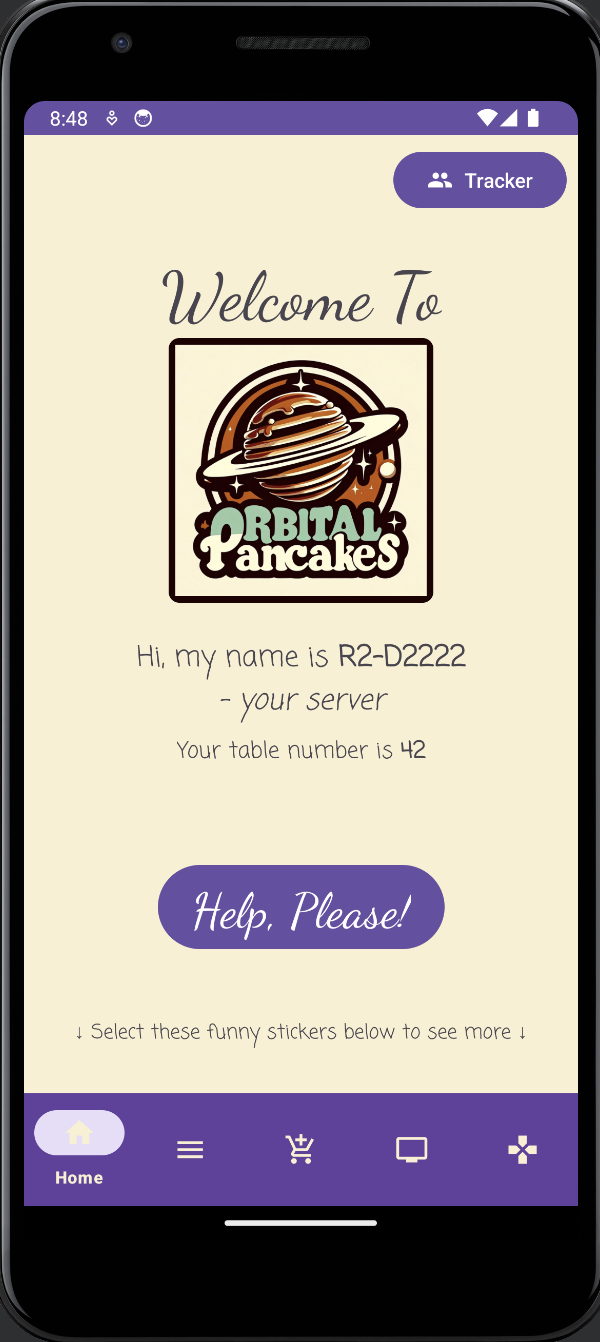 8:48
Tracker
Welcome To
ORBITAL
PancakeS
Hi, my name is R2-D2222
- your server
Your table number is 42
Help, Please!
↓ Select these funny stickers below to see more ↓
Home